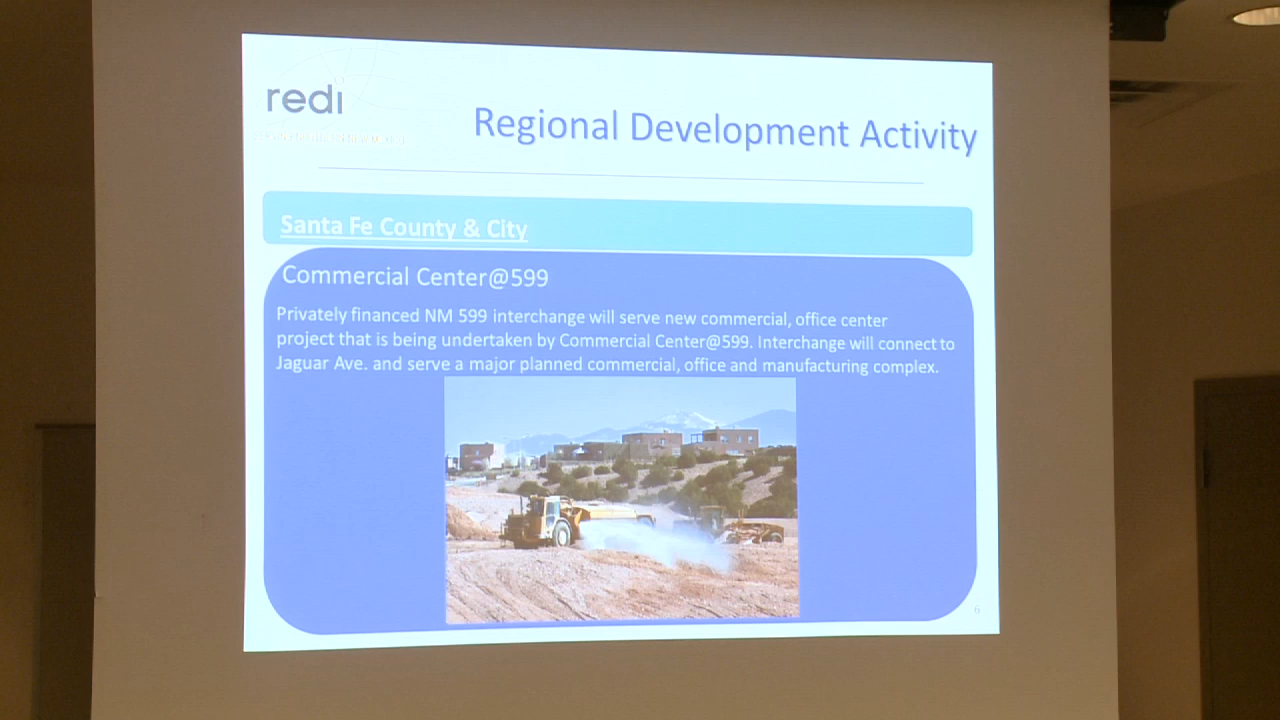 redi
Regional Development Activity
Santa Fe County & City
Commercial Center@599
Privately financed NM 599 interchange will serve new commercial, office center
project that is being undertaken by Commercial Center@599. Interchange will connect to
Jaguar Ave. and serve a major planned commercial, office and manufacturing complex.
6